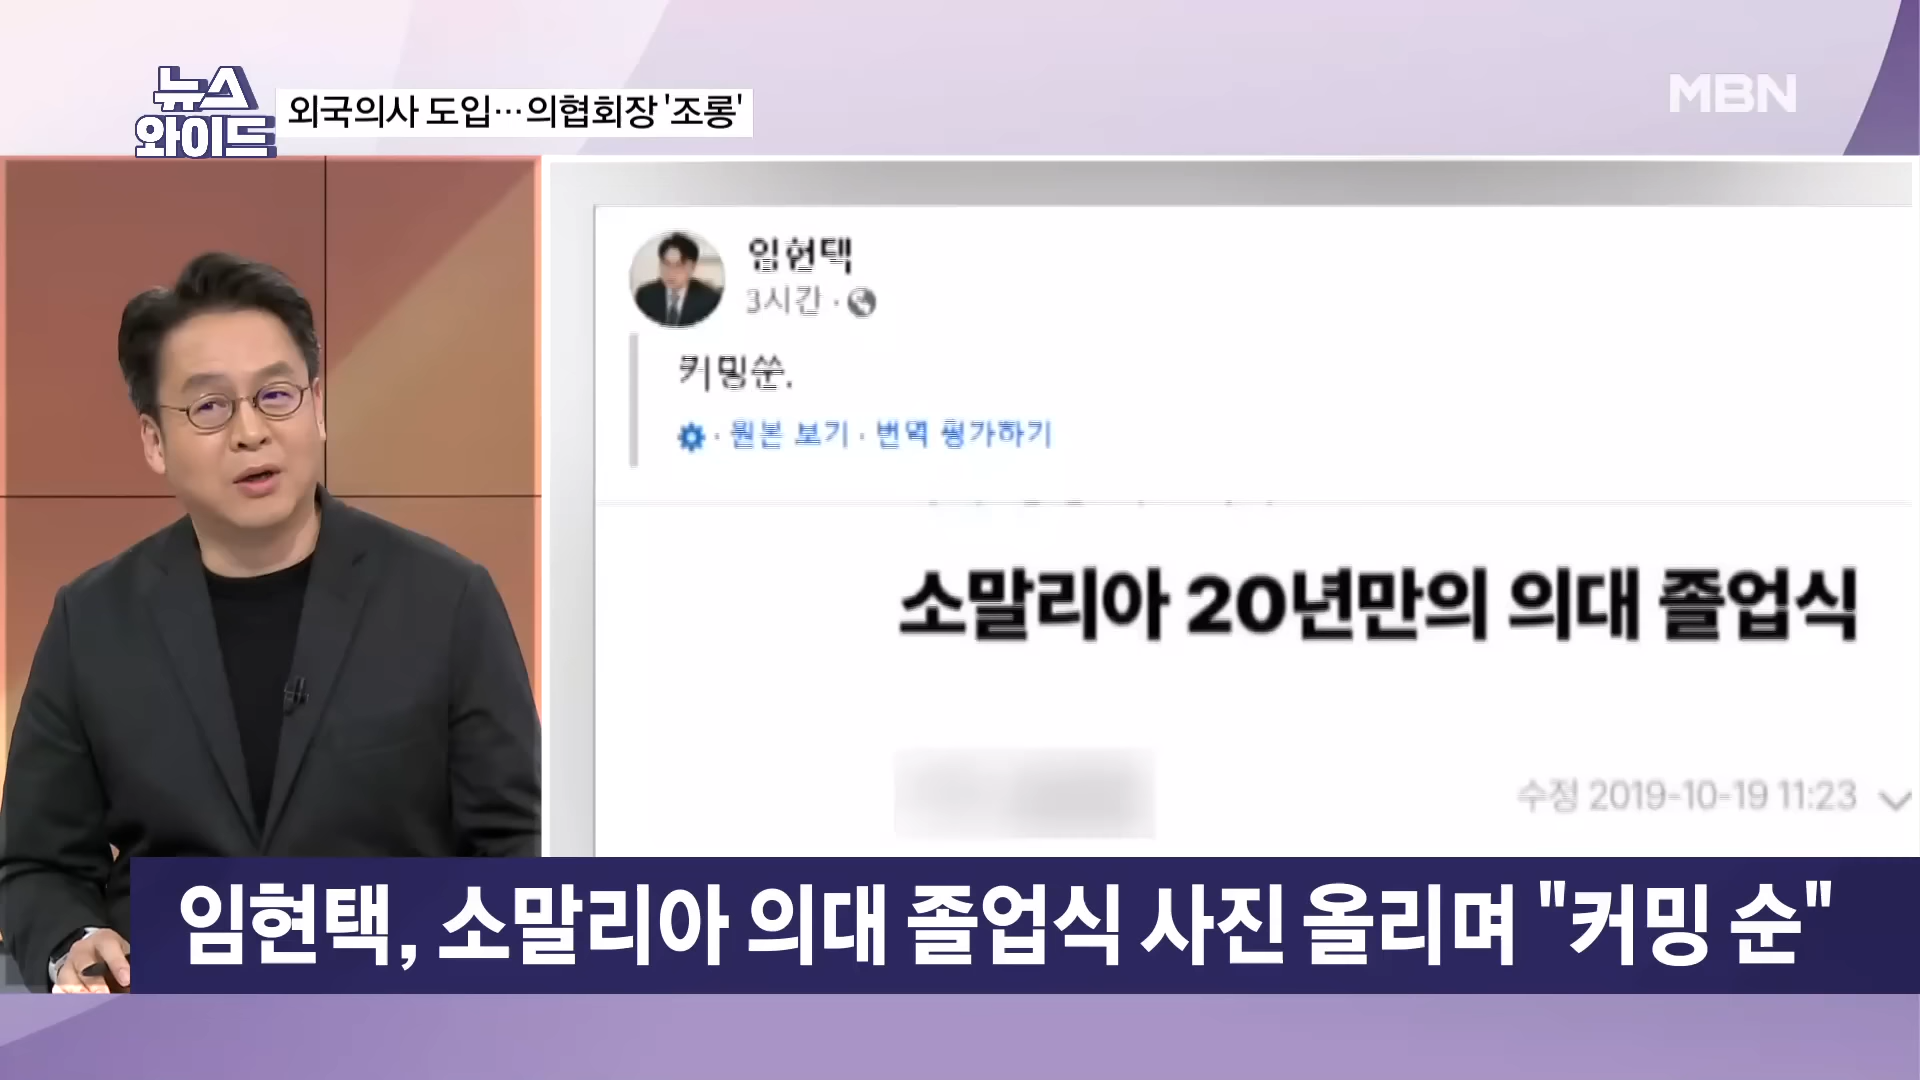 뉴스
와이드
외국의사 도입…의협회장 '조롱'
MBN
임현택
3시간 ·
커밍쑨.
· 원본 보기 · 번역 평가하기
소말리아 20년만의 의대 졸업식
수정 2019-10-19 11:23
임현택, 소말리아 의대 졸업식 사진 올리며 "커밍 순"